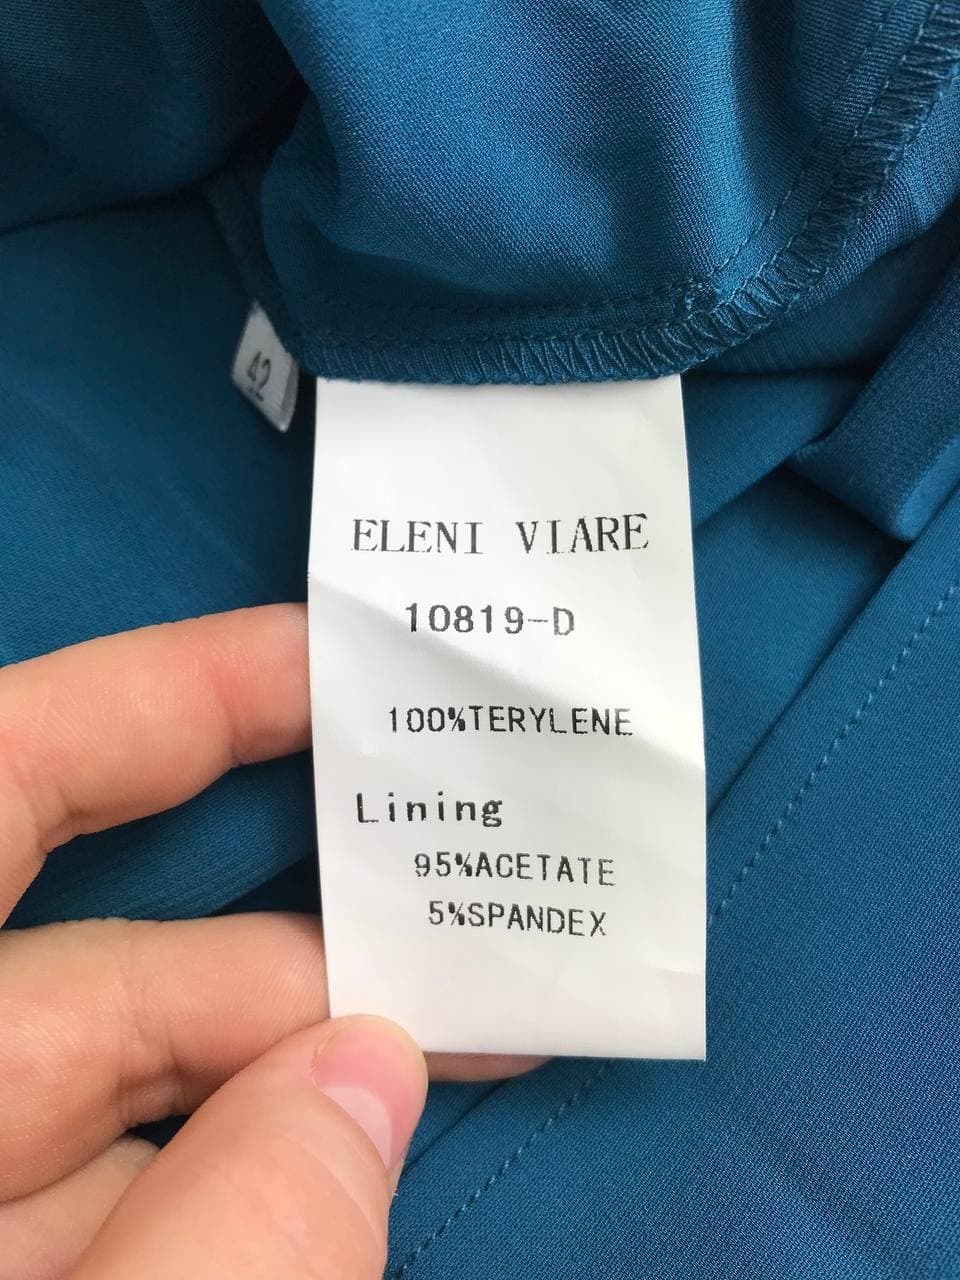 42
ELENI VIARE
10819-D
100%TERYLENE
Lining
95%ACETATE
5%SPANDEX